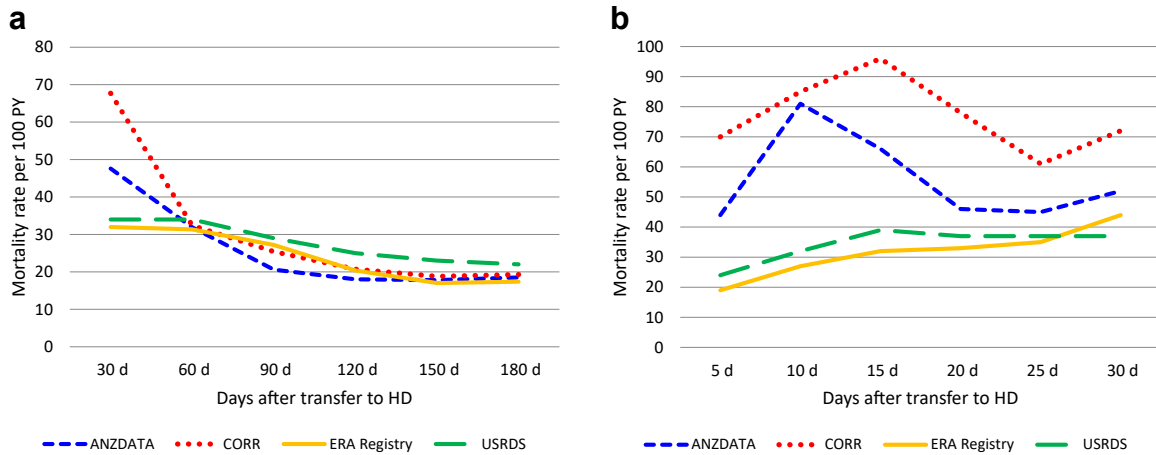 a
Mortality rate per 100 PY
80
70
60
50
40
30
20
10
0
30 d 60 d 90 d 120 d 150 d 180 d
Days after transfer to HD
ANZDATA CORR ERA Registry USRDS
b
Mortality rate per 100 PY
100
90
80
70
60
50
40
30
20
10
0
5 d 10 d 15 d 20 d 25 d 30 d
Days after transfer to HD
ANZDATA CORR ERA Registry USRDS